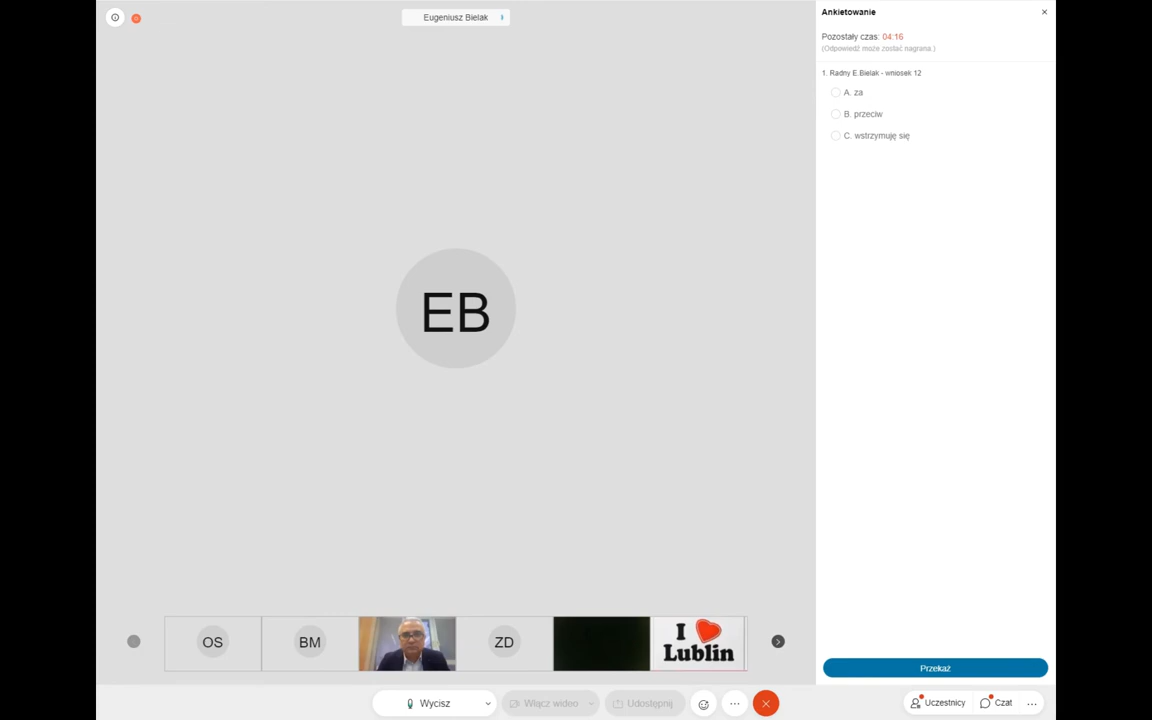 Eugeniusz Bielak
Ankietowanie
Pozostały czas: 04:16
(Odpowiedź może zostać nagrana.)
1. Radny E.Bielak - wniosek 12
A. za
B. przeciw
C. wstrzymuję się
EB
OS
BM
ZD
I
Lublin
Przekaż
Wycisz
Włącz wideo
Udostępnij
Uczestnicy
Czat